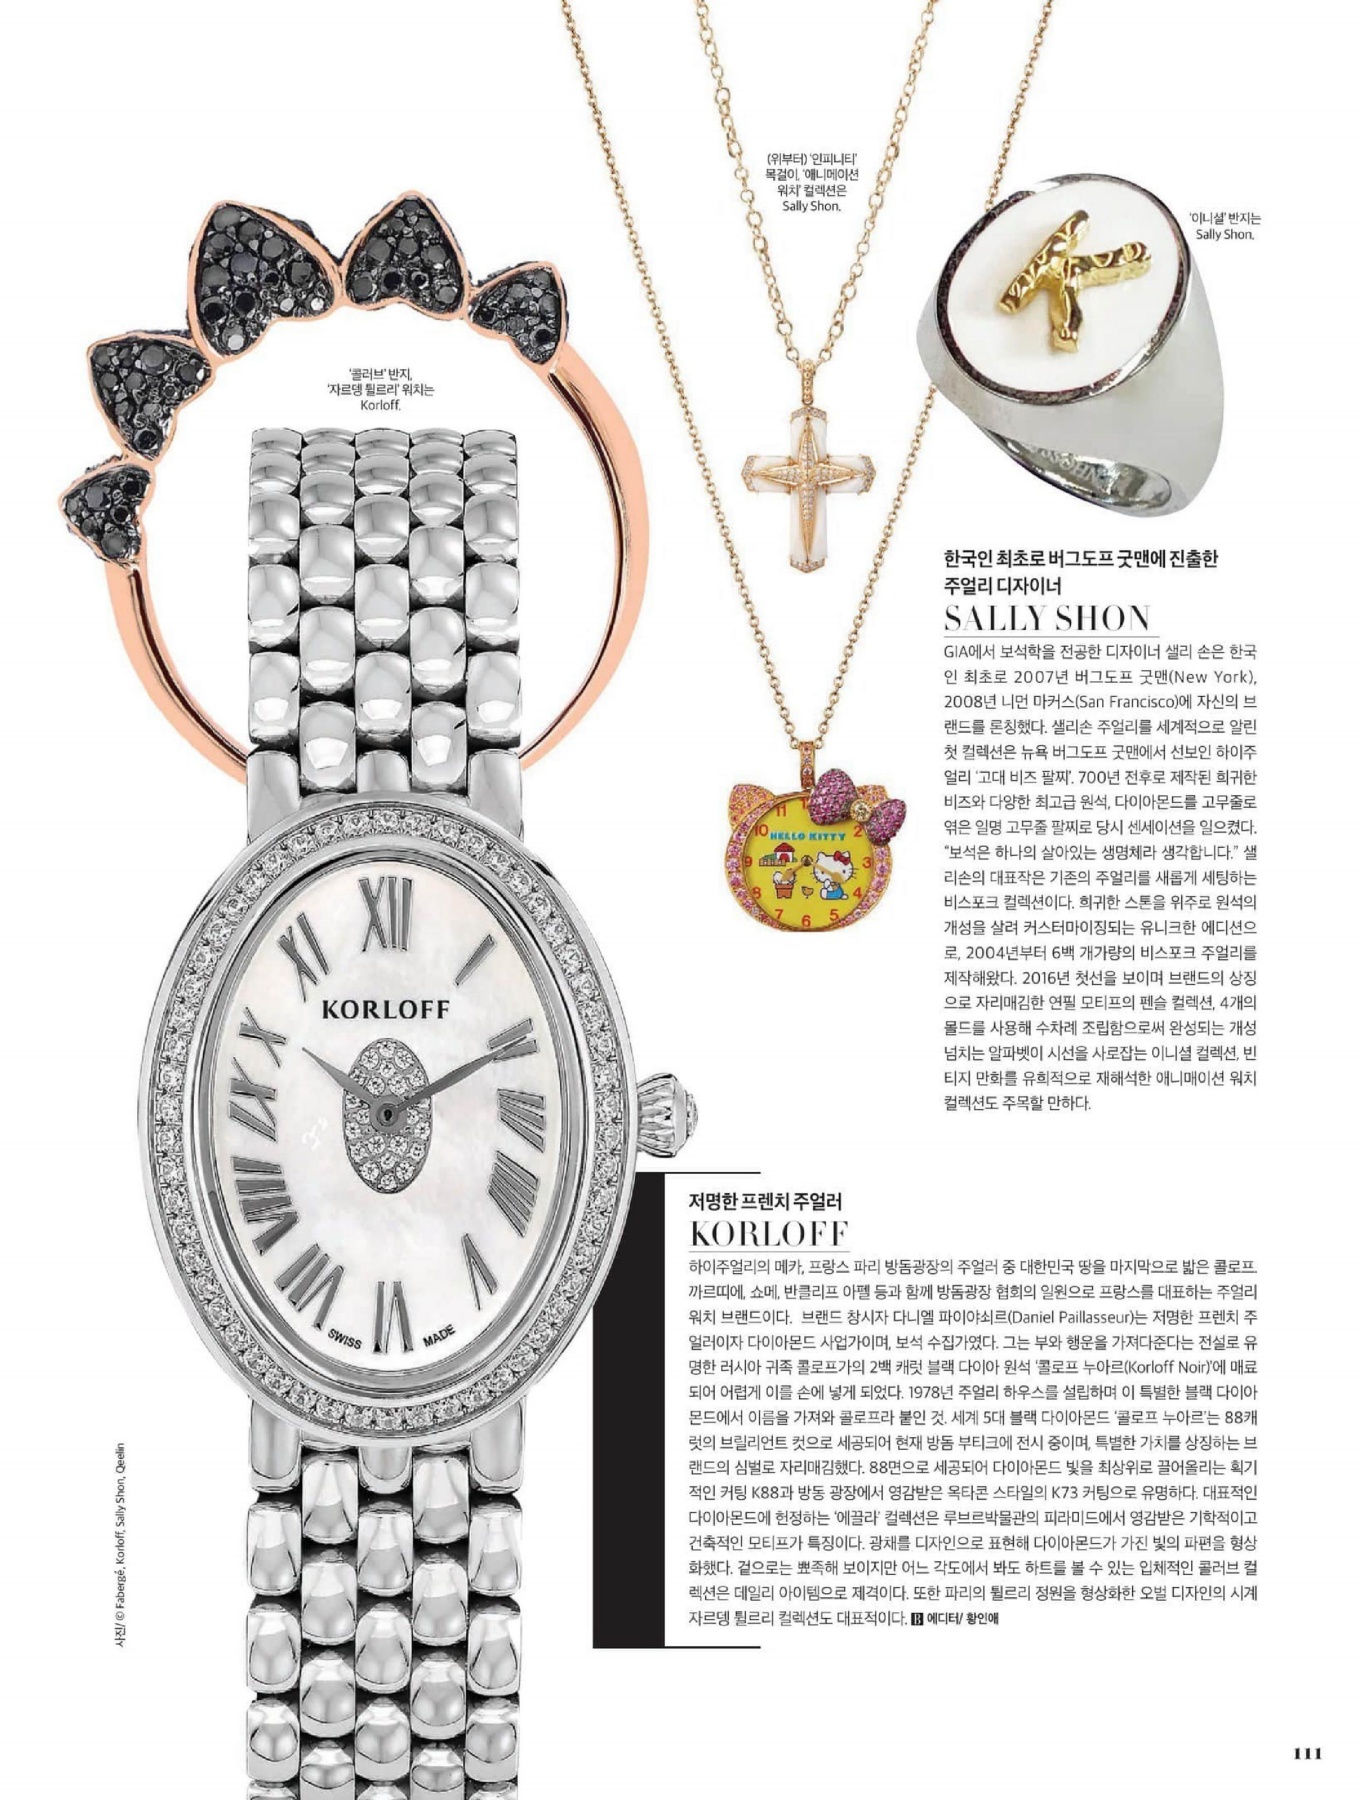 (위부터) '인피니티'
목걸이, '애니메이션
워치' 컬렉션은
Sally Shon.
'이니셜' 반지는
Sally Shon.
'콜러브' 반지,
'자르뎅 튈르리' 워치는
Korloff.
K
HELLO KITTY
11
10
2
9
3
8
4
7
6
5
한국인 최초로 버그도프 굿맨에 진출한
주얼리 디자이너
SALLY SHON
GIA에서 보석학을 전공한 디자이너 샐리 손은 한국
인 최초로 2007년 버그도프 굿맨(New York),
2008년 니먼 마커스(San Francisco)에 자신의 브
랜드를 론칭했다. 샐리손 주얼리를 세계적으로 알린
첫 컬렉션은 뉴욕 버그도프 굿맨에서 선보인 하이주
얼리 '고대 비즈 팔찌'. 700년 전후로 제작된 희귀한
비즈와 다양한 최고급 원석, 다이아몬드를 고무줄로
엮은 일명 고무줄 팔찌로 당시 센세이션을 일으켰다.
“보석은 하나의 살아있는 생명체라 생각합니다.” 샐
리손의 대표작은 기존의 주얼리를 새롭게 세팅하는
비스포크 컬렉션이다. 희귀한 스톤을 위주로 원석의
개성을 살려 커스터마이징되는 유니크한 에디션으
로, 2004년부터 6백 개가량의 비스포크 주얼리를
제작해왔다. 2016년 첫선을 보이며 브랜드의 상징
으로 자리매김한 연필 모티프의 펜슬 컬렉션, 4개의
몰드를 사용해 수차례 조립함으로써 완성되는 개성
넘치는 알파벳이 시선을 사로잡는 이니셜 컬렉션, 빈
티지 만화를 유희적으로 재해석한 애니매이션 워치
컬렉션도 주목할 만하다.
XII
I
II
III
IIII
V
VI
VII
VIII
IX
X
XI
KORLOFF
SWISS MADE
저명한 프렌치 주얼러
KORLOFF
하이주얼리의 메카, 프랑스 파리 방돔광장의 주얼러 중 대한민국 땅을 마지막으로 밟은 콜로프.
까르띠에, 쇼메, 반클리프 아펠 등과 함께 방돔광장 협회의 일원으로 프랑스를 대표하는 주얼리
워치 브랜드이다. 브랜드 창시자 다니엘 파이야쇠르(Daniel Paillasseur)는 저명한 프렌치 주
얼러이자 다이아몬드 사업가이며, 보석 수집가였다. 그는 부와 행운을 가져다준다는 전설로 유
명한 러시아 귀족 콜로프가의 2백 캐럿 블랙 다이아 원석 '콜로프 누아르(Korloff Noir)'에 매료
되어 어렵게 이를 손에 넣게 되었다. 1978년 주얼리 하우스를 설립하며 이 특별한 블랙 다이아
몬드에서 이름을 가져와 콜로프라 붙인 것. 세계 5대 블랙 다이아몬드 '콜로프 누아르'는 88캐
럿의 브릴리언트 컷으로 세공되어 현재 방돔 부티크에 전시 중이며, 특별한 가치를 상징하는 브
랜드의 심벌로 자리매김했다. 88면으로 세공되어 다이아몬드 빛을 최상위로 끌어올리는 획기
적인 커팅 K88과 방동 광장에서 영감받은 옥타콘 스타일의 K73 커팅으로 유명하다. 대표적인
다이아몬드에 헌정하는 '에끌라' 컬렉션은 루브르박물관의 피라미드에서 영감받은 기학적이고
건축적인 모티프가 특징이다. 광채를 디자인으로 표현해 다이아몬드가 가진 빛의 파편을 형상
화했다. 겉으로는 뾰족해 보이지만 어느 각도에서 봐도 하트를 볼 수 있는 입체적인 콜러브 컬
렉션은 데일리 아이템으로 제격이다. 또한 파리의 튈르리 정원을 형상화한 오벌 디자인의 시계
자르뎅 튈르리 컬렉션도 대표적이다. B 에디터/ 황인애
사진/ © Fabergé, Korloff, Sally Shon, Qeelin
111